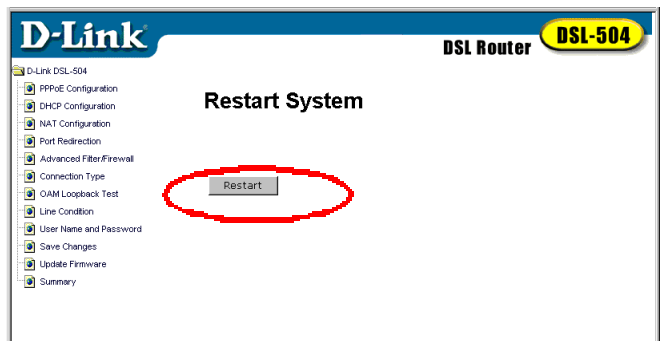 D-Link
DSL Router
DSL-504
D-Link DSL-504
PPPoE Configuration
DHCP Configuration
NAT Configuration
Port Redirection
Advanced Filter/Firewall
Connection Type
OAM Loopback Test
Line Condition
User Name and Password
Save Changes
Update Firmware
Summary
Restart System
Restart